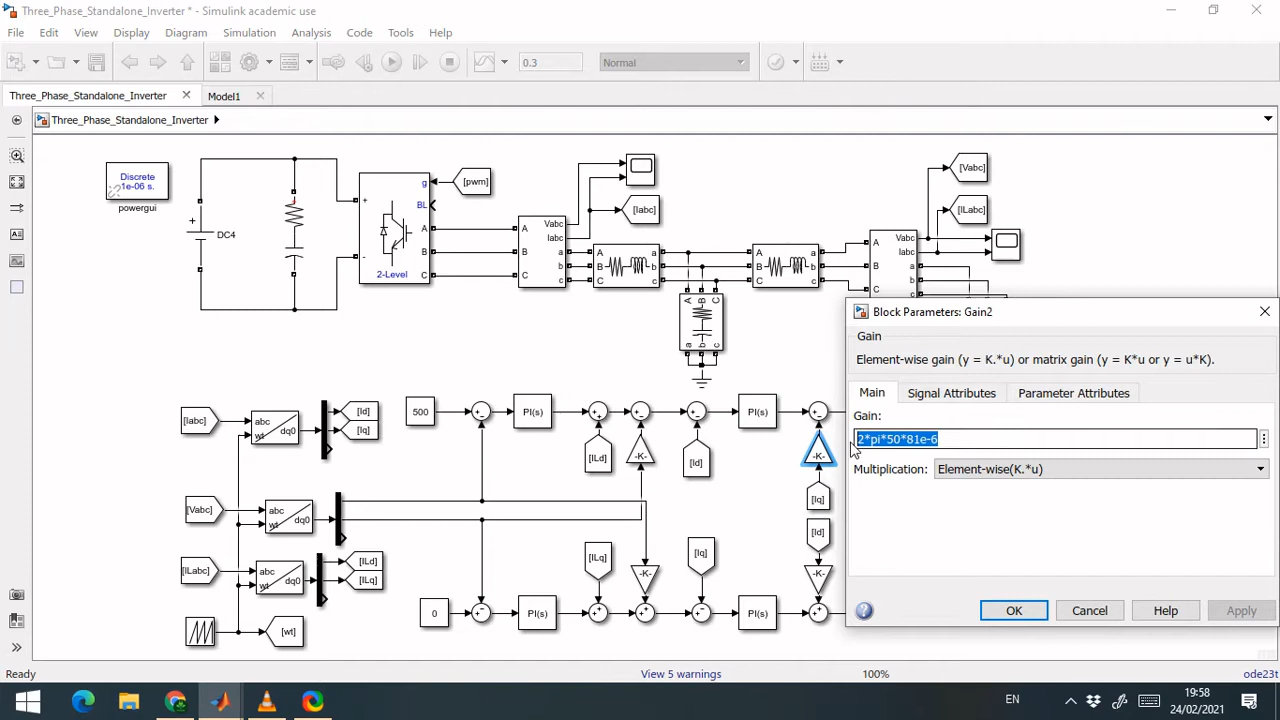 Three_Phase_Standalone_Inverter * - Simulink academic use
File Edit View Display Diagram Simulation Analysis Code Tools Help
0.3 Normal
Three_Phase_Standalone_Inverter Model1
Three_Phase_Standalone_Inverter
Discrete
1e-06 s.
powergui
+
DC4
+
-
g
BL
A
B
C
2-Level
[pwm]
A
B
C
Vabc
Iabc
a
b
c
[Iabc]
A
B
C
a
b
c
A B C
a b c
A
B
C
a
b
c
A
B
C
Vabc
Iabc
a
b
c
[Vabc]
[ILabc]
[Iabc]
abc
wt
dq0
[Id]
[Iq]
500
PI(s)
[ILd]
-K-
[Id]
PI(s)
-K-
[Iq]
[Vabc]
abc
wt
dq0
[Id]
[ILabc]
abc
wt
dq0
[ILd]
[ILq]
[ILq]
-K-
[Iq]
-K-
[wt]
0
PI(s)
PI(s)
Block Parameters: Gain2
Gain
Element-wise gain (y = K.*u) or matrix gain (y = K*u or y = u*K).
Main Signal Attributes Parameter Attributes
Gain:
2*pi*50*81e-6
Multiplication: Element-wise(K.*u)
OK Cancel Help Apply
Ready View 5 warnings 100% ode23t
EN 19:58
24/02/2021